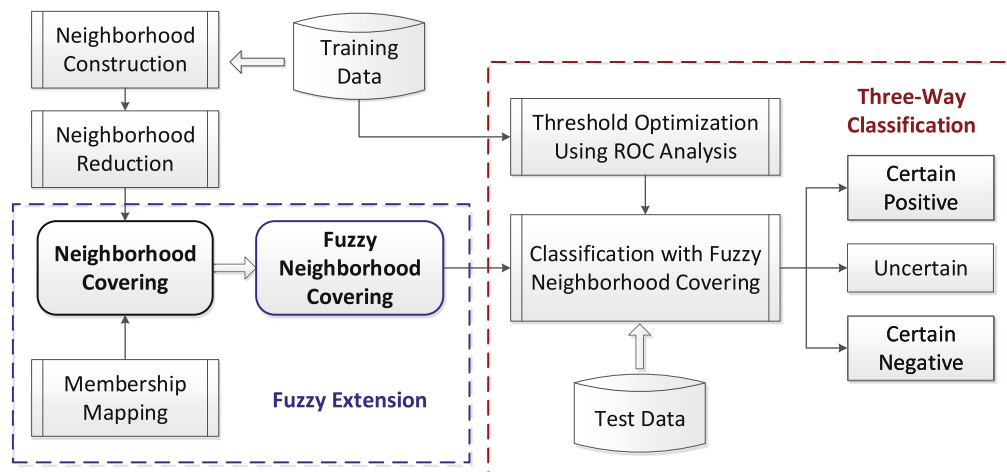 Neighborhood
Construction
Training
Data
Neighborhood
Reduction
Threshold Optimization
Using ROC Analysis
Three-Way
Classification
Certain
Positive
Neighborhood
Covering
Fuzzy
Neighborhood
Covering
Classification with Fuzzy
Neighborhood Covering
Uncertain
Certain
Negative
Membership
Mapping
Fuzzy Extension
Test Data